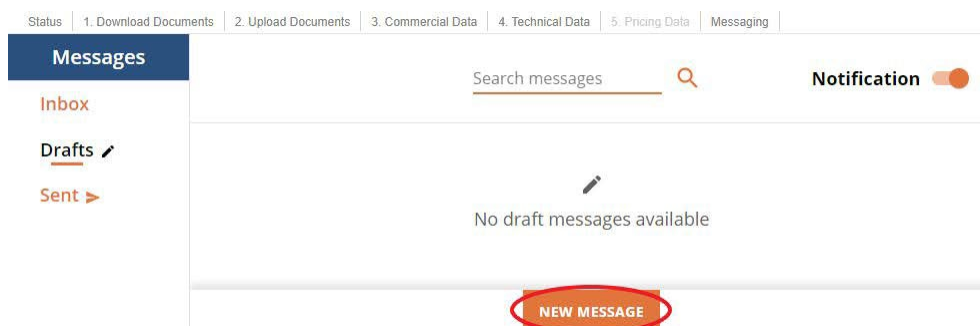 Status 1. Download Documents 2. Upload Documents 3. Commercial Data 4. Technical Data 5. Pricing Data Messaging
Messages
Search messages
Notification
Inbox
Drafts
Sent
No draft messages available
NEW MESSAGE